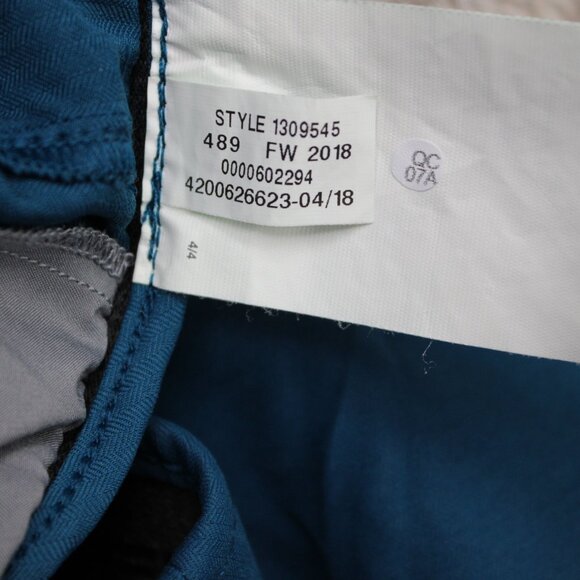 STYLE 1309545
489 FW 2018
0000602294
4200626623-04/18
QC
07A
4/4